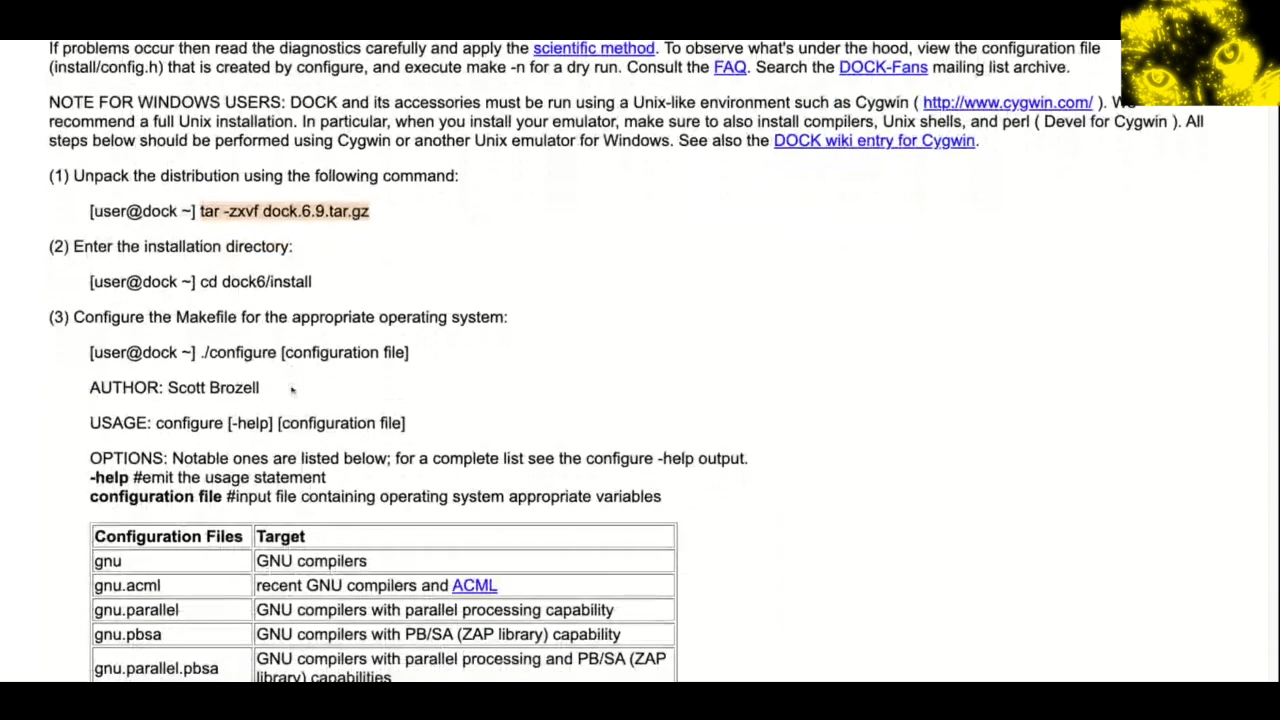 If problems occur then read the diagnostics carefully and apply the scientific method. To observe what's under the hood, view the configuration file
(install/config.h) that is created by configure, and execute make -n for a dry run. Consult the FAQ. Search the DOCK-Fans mailing list archive.
NOTE FOR WINDOWS USERS: DOCK and its accessories must be run using a Unix-like environment such as Cygwin ( http://www.cygwin.com/ ).
recommend a full Unix installation. In particular, when you install your emulator, make sure to also install compilers, Unix shells, and perl ( Devel for Cygwin ). All
steps below should be performed using Cygwin or another Unix emulator for Windows. See also the DOCK wiki entry for Cygwin.
(1) Unpack the distribution using the following command:
[user@dock ~] tar -zxvf dock.6.9.tar.gz
(2) Enter the installation directory:
[user@dock ~] cd dock6/install
(3) Configure the Makefile for the appropriate operating system:
[user@dock ~] ./configure [configuration file]
AUTHOR: Scott Brozell
USAGE: configure [-help] [configuration file]
OPTIONS: Notable ones are listed below; for a complete list see the configure -help output.
-help #emit the usage statement
configuration file #input file containing operating system appropriate variables
Configuration Files Target
gnu GNU compilers
gnu.acml recent GNU compilers and ACML
gnu.parallel GNU compilers with parallel processing capability
gnu.pbsa GNU compilers with PB/SA (ZAP library) capability
gnu.parallel.pbsa GNU compilers with parallel processing and PB/SA (ZAP
library) capabilities